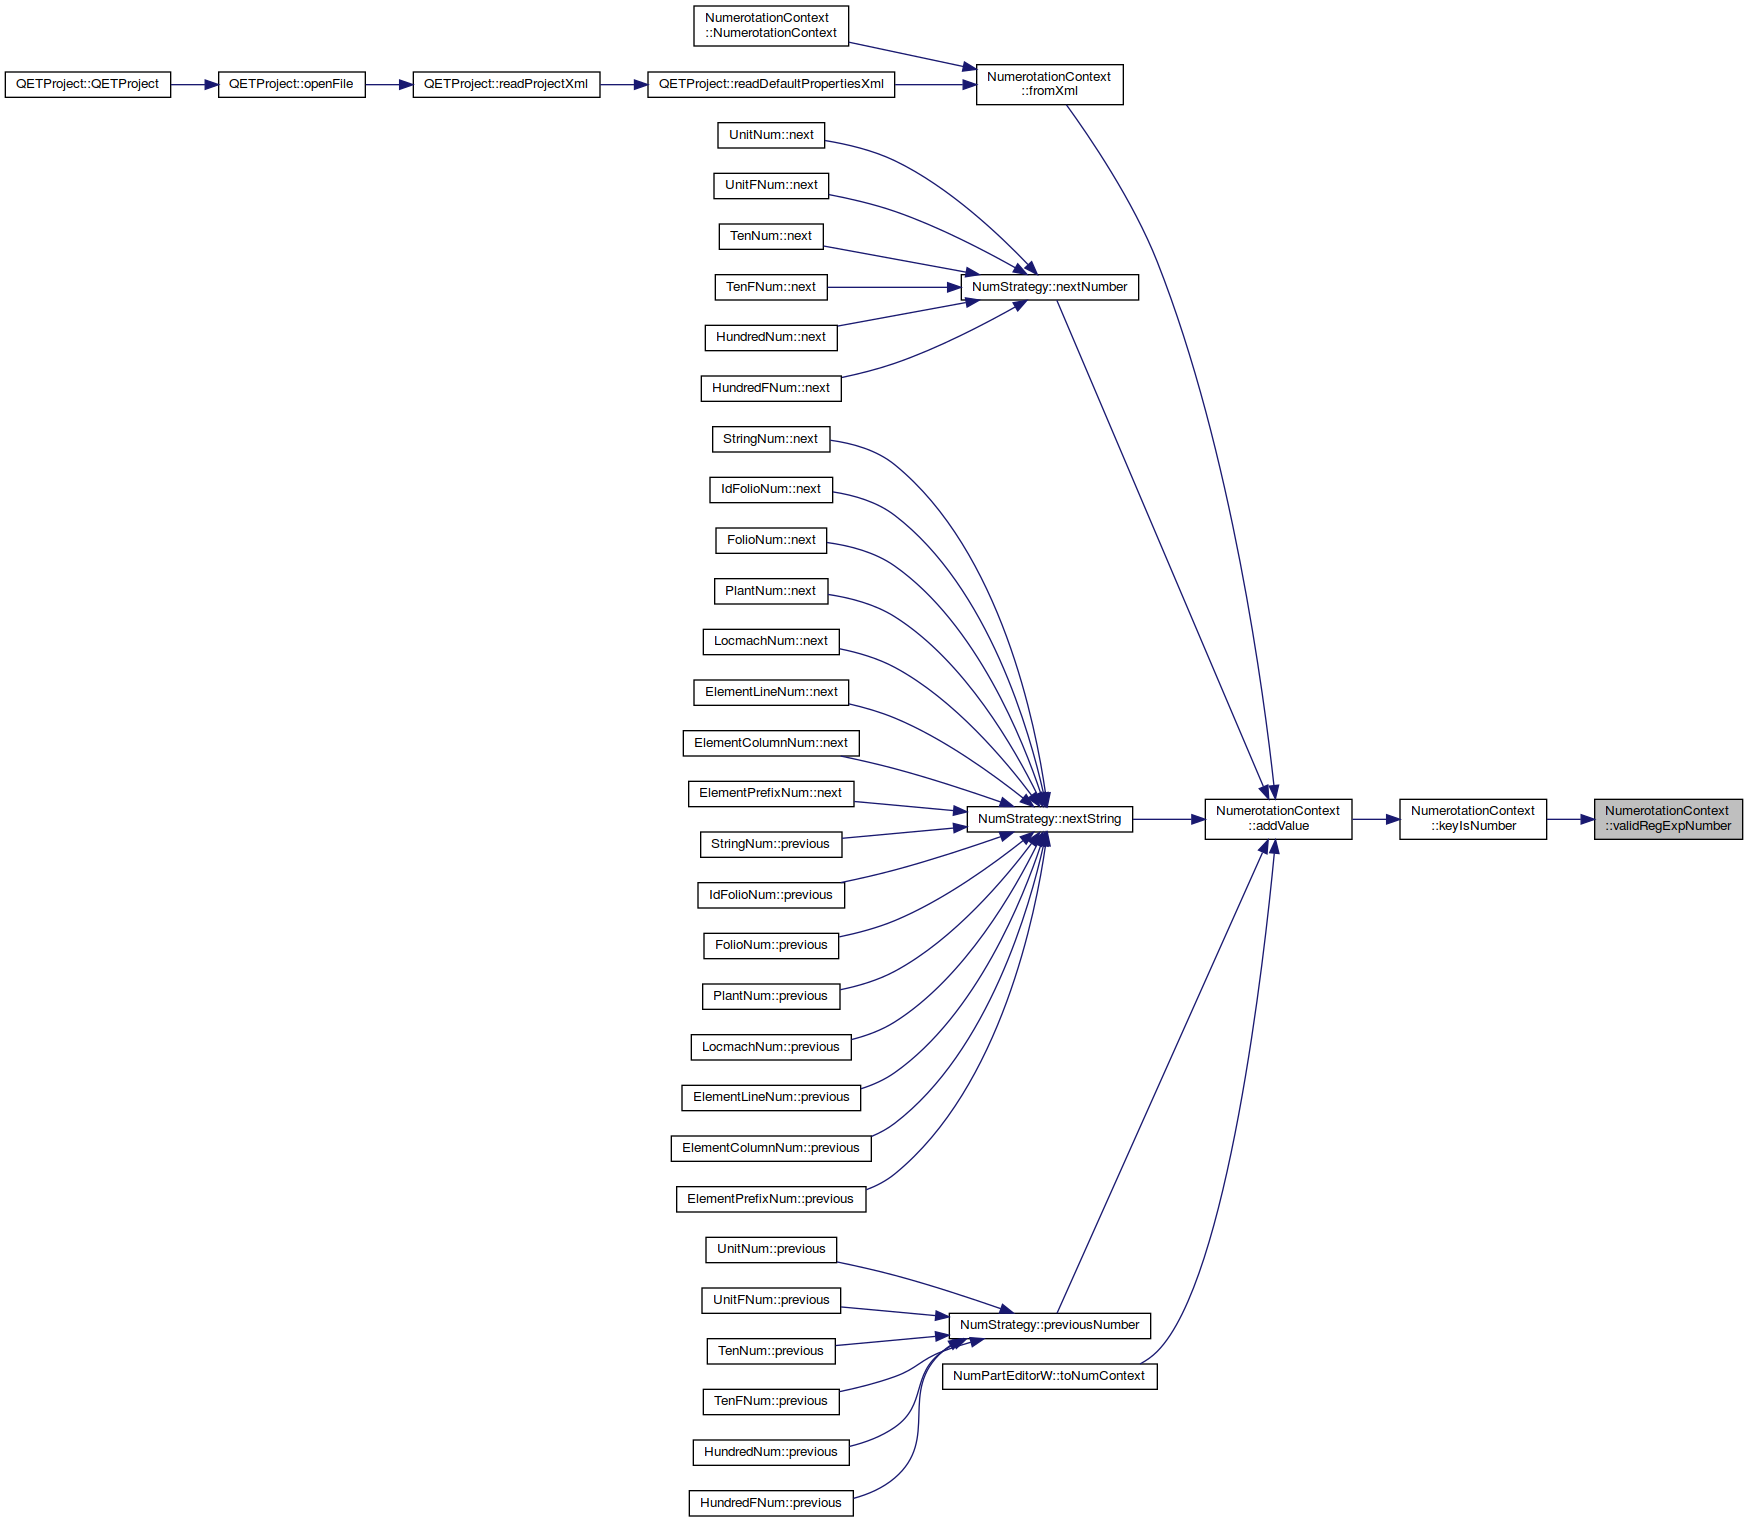 NumerotationContext
::NumerotationContext
QETProject::QETProject
QETProject::openFile
QETProject::readProjectXml
QETProject::readDefaultPropertiesXml
NumerotationContext
::fromXml
UnitNum::next
UnitFNum::next
TenNum::next
TenFNum::next
NumStrategy::nextNumber
HundredNum::next
HundredFNum::next
StringNum::next
IdFolioNum::next
FolioNum::next
PlantNum::next
LocmachNum::next
ElementLineNum::next
ElementColumnNum::next
ElementPrefixNum::next
NumStrategy::nextString
NumerotationContext
::addValue
NumerotationContext
::keyIsNumber
NumerotationContext
::validRegExpNumber
StringNum::previous
IdFolioNum::previous
FolioNum::previous
PlantNum::previous
LocmachNum::previous
ElementLineNum::previous
ElementColumnNum::previous
ElementPrefixNum::previous
UnitNum::previous
UnitFNum::previous
NumStrategy::previousNumber
TenNum::previous
NumPartEditorW::toNumContext
TenFNum::previous
HundredNum::previous
HundredFNum::previous